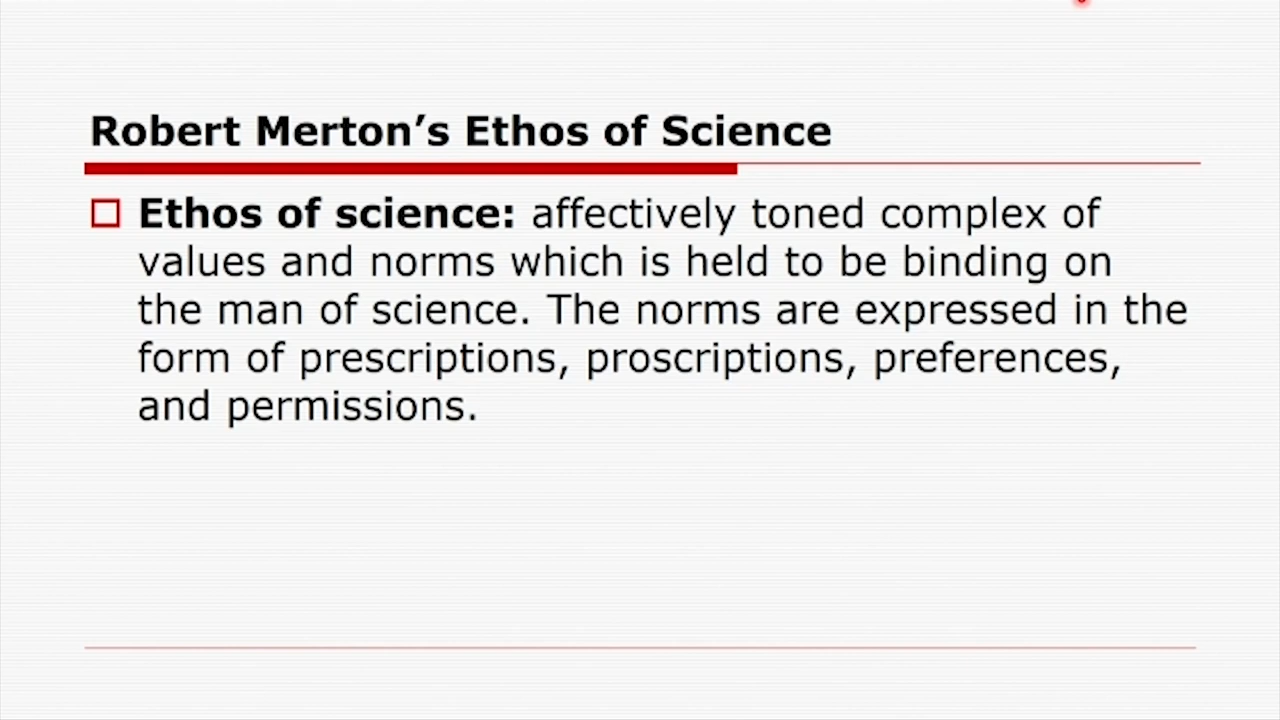 Robert Merton’s Ethos of Science
Ethos of science: affectively toned complex of
values and norms which is held to be binding on
the man of science. The norms are expressed in the
form of prescriptions, proscriptions, preferences,
and permissions.